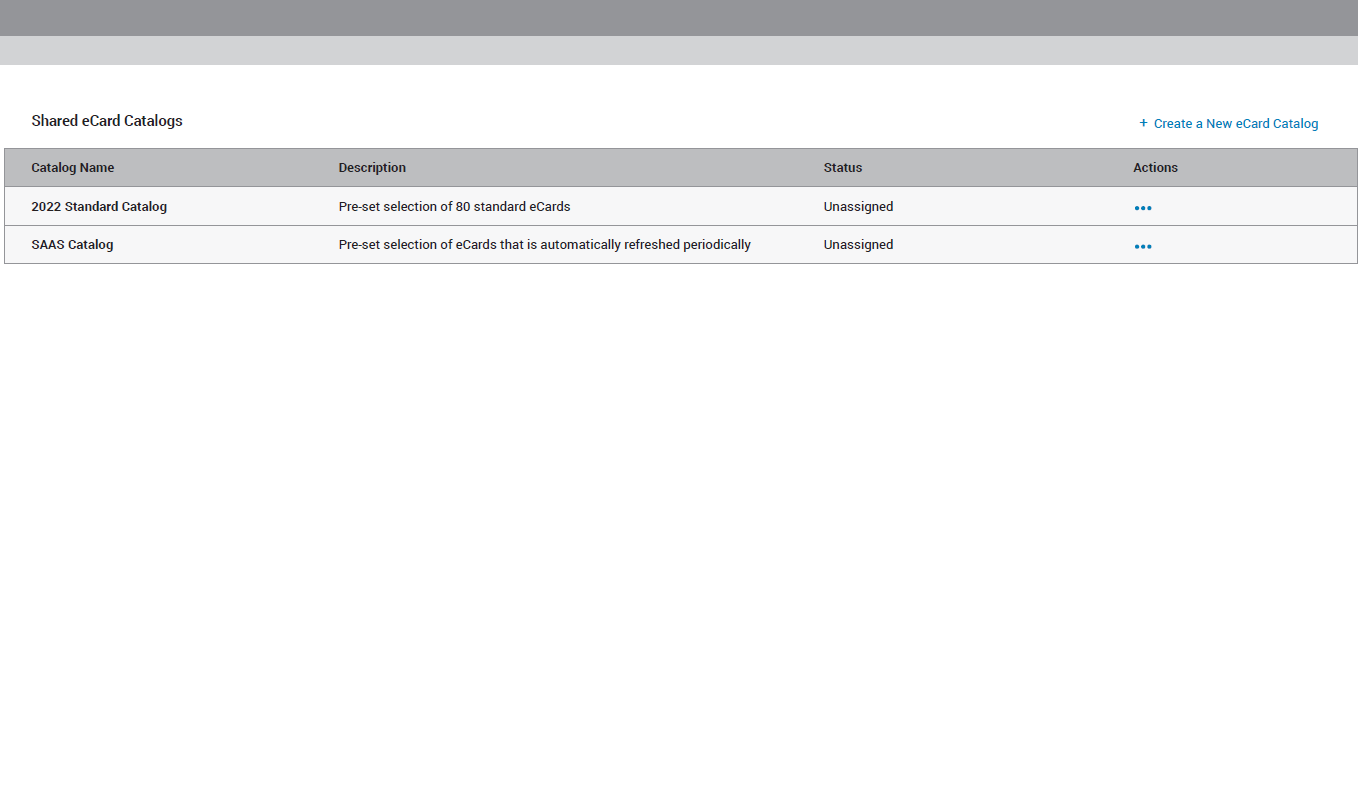 Shared eCard Catalogs
+ Create a New eCard Catalog
Catalog Name Description Status Actions
2022 Standard Catalog Pre-set selection of 80 standard eCards Unassigned
SAAS Catalog Pre-set selection of eCards that is automatically refreshed periodically Unassigned